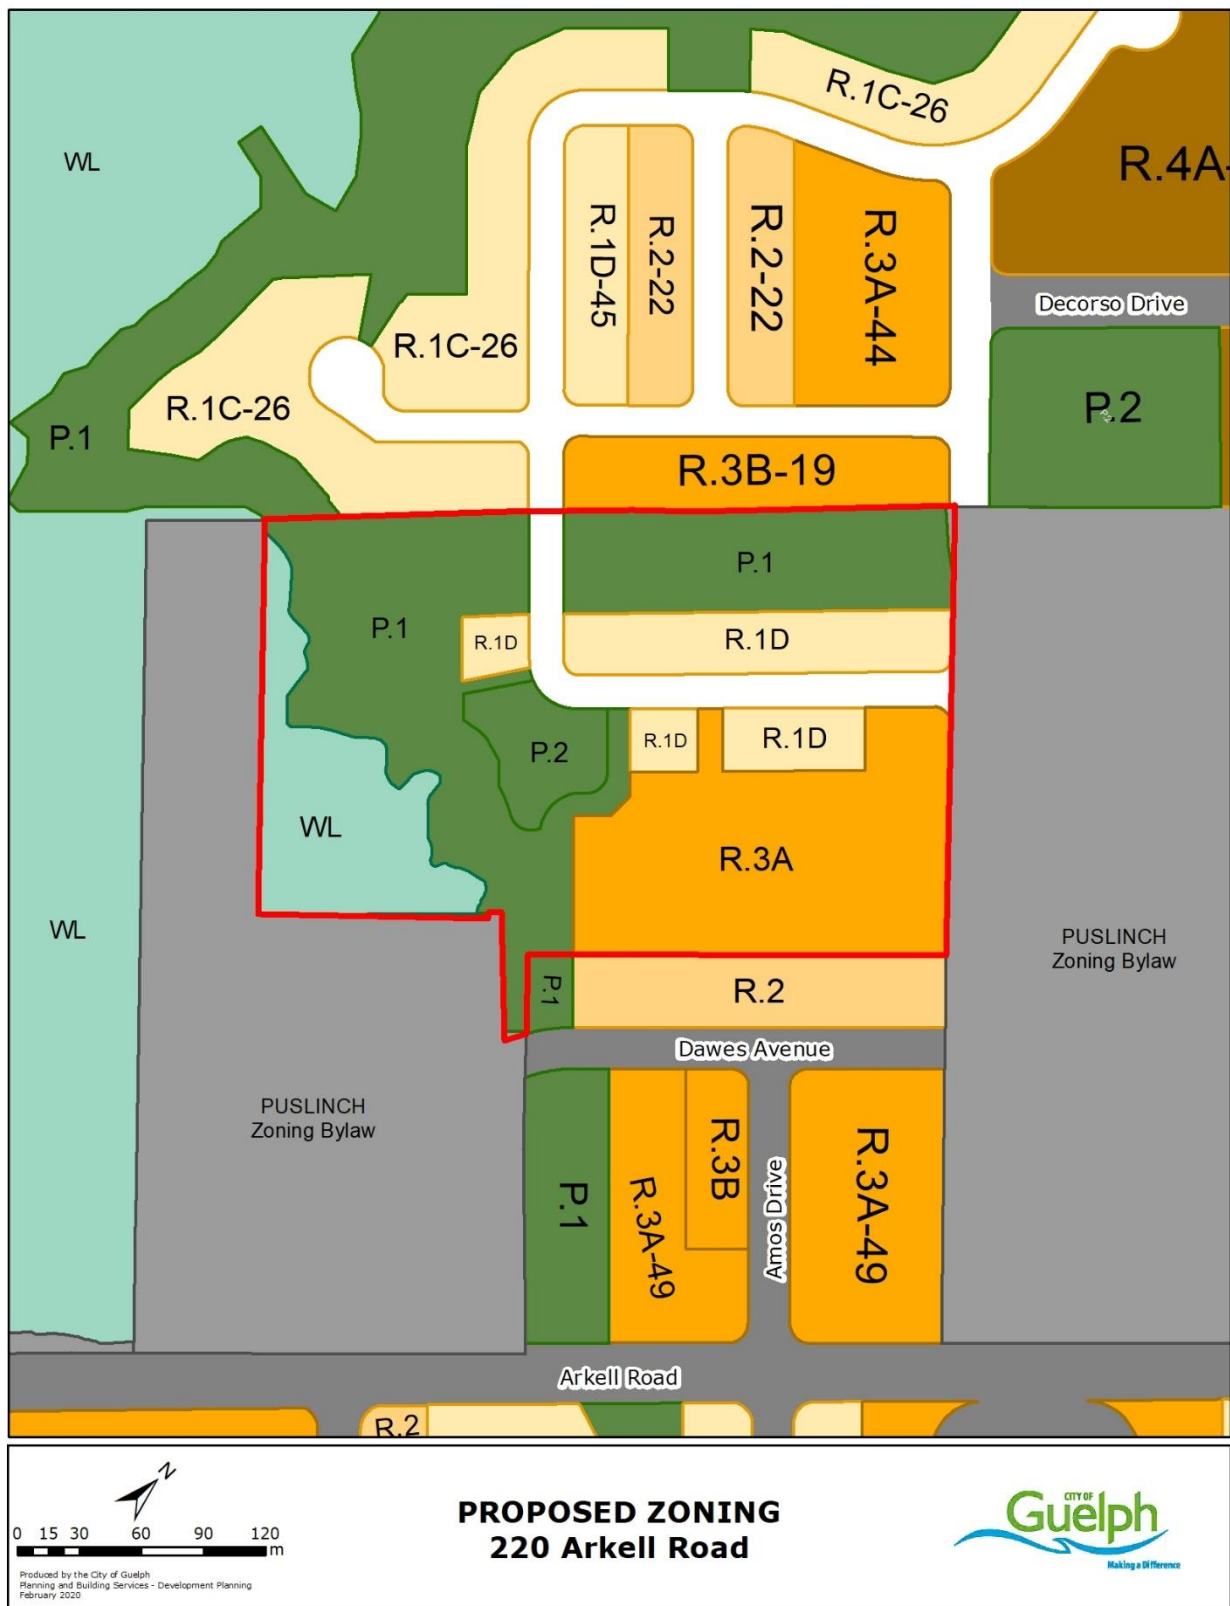 R.1C-26
WL
R.4A-
R.1D-45
R.2-22
R.2-22
R.3A-44
Decorso Drive
R.1C-26
R.1C-26
P.2
P.1
R.3B-19
P.1
P.1
R.1D
R.1D
R.1D
R.1D
P.2
WL
R.3A
WL
PUSLINCH
Zoning Bylaw
P.1
R.2
Dawes Avenue
PUSLINCH
Zoning Bylaw
P.1
R.3A-49
R.3B
Amos Drive
R.3A-49
Arkell Road
R.2
N
0 15 30 60 90 120
m
Produced by the City of Guelph
Planning and Building Services - Development Planning
February 2020
PROPOSED ZONING
220 Arkell Road
CITY OF
Guelph
Making a Difference